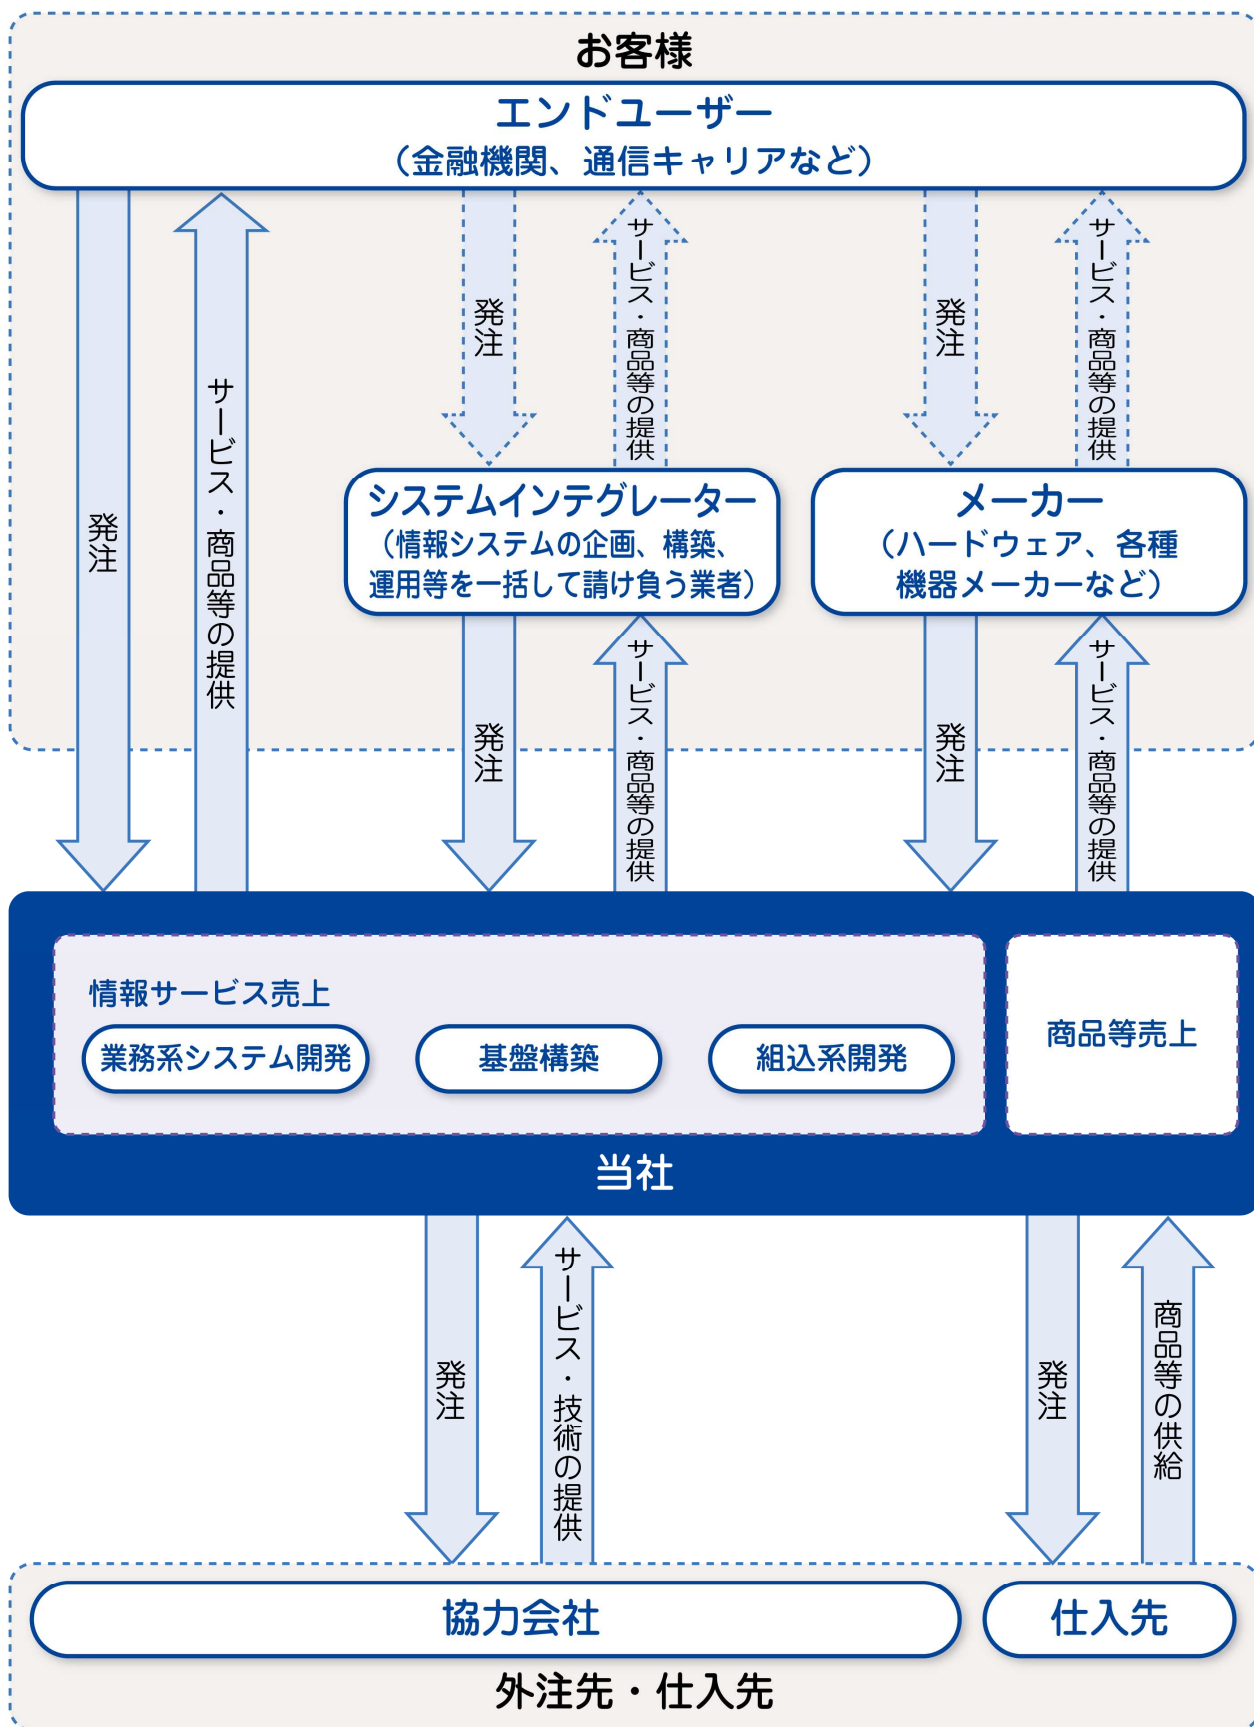 お客様
エンドユーザー
（金融機関、通信キャリアなど）
発注
サービス・商品等の提供
発注
サービス・商品等の提供
発注
サービス・商品等の提供
システムインテグレーター
（情報システムの企画、構築、
運用等を一括して請け負う業者）
メーカー
（ハードウェア、各種
機器メーカーなど）
発注
サービス・商品等の提供
発注
サービス・商品等の提供
情報サービス売上
業務系システム開発
基盤構築
組込系開発
商品等売上
当社
発注
サービス・技術の提供
発注
商品等の供給
協力会社
仕入先
外注先・仕入先